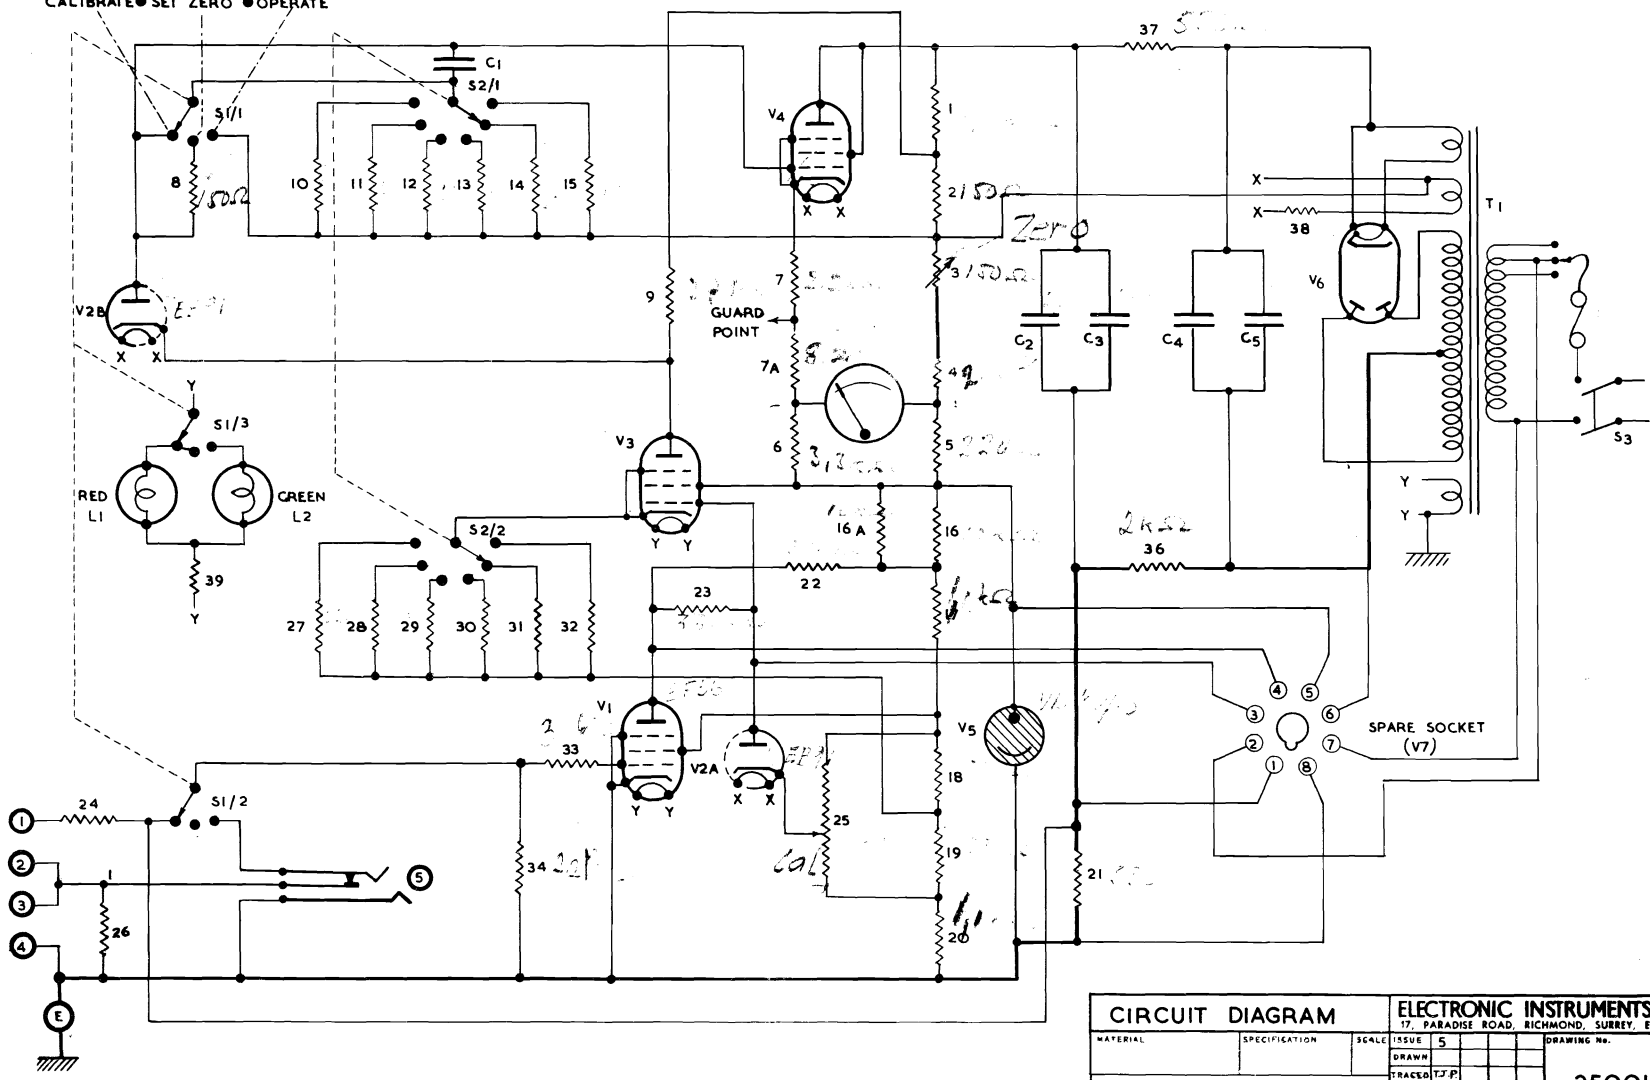 CALIBRATE● SET ZERO ●OPERATE
C1
S2/1
S1/1
8
150Ω
10
11
12
13
14
15
V4
X X
1
2
150Ω
Zero
3
150Ω
37
X
X
38
T1
V6
V2B
X X
9
7
GUARD
POINT
7A
6
4
5
C2
C3
C4
C5
S3
Y
S1/3
RED
L1
GREEN
L2
39
Y
V3
Y Y
S2/2
27
28
29
30
31
32
23
22
16A
16
2kΩ
36
Y
Y
V1
33
Y Y
V2A
X X
25
Cal
V5
18
19
20
21
4
5
3
6
2
7
1
8
SPARE SOCKET
(V7)
1
24
S1/2
2
3
4
1
26
5
34
E
CIRCUIT DIAGRAM
ELECTRONIC INSTRUMENTS
17, PARADISE ROAD, RICHMOND, SURREY, E
MATERIAL
SPECIFICATION
SCALE
ISSUE 5
DRAWING No.
DRAWN
TRACED T.J.P.